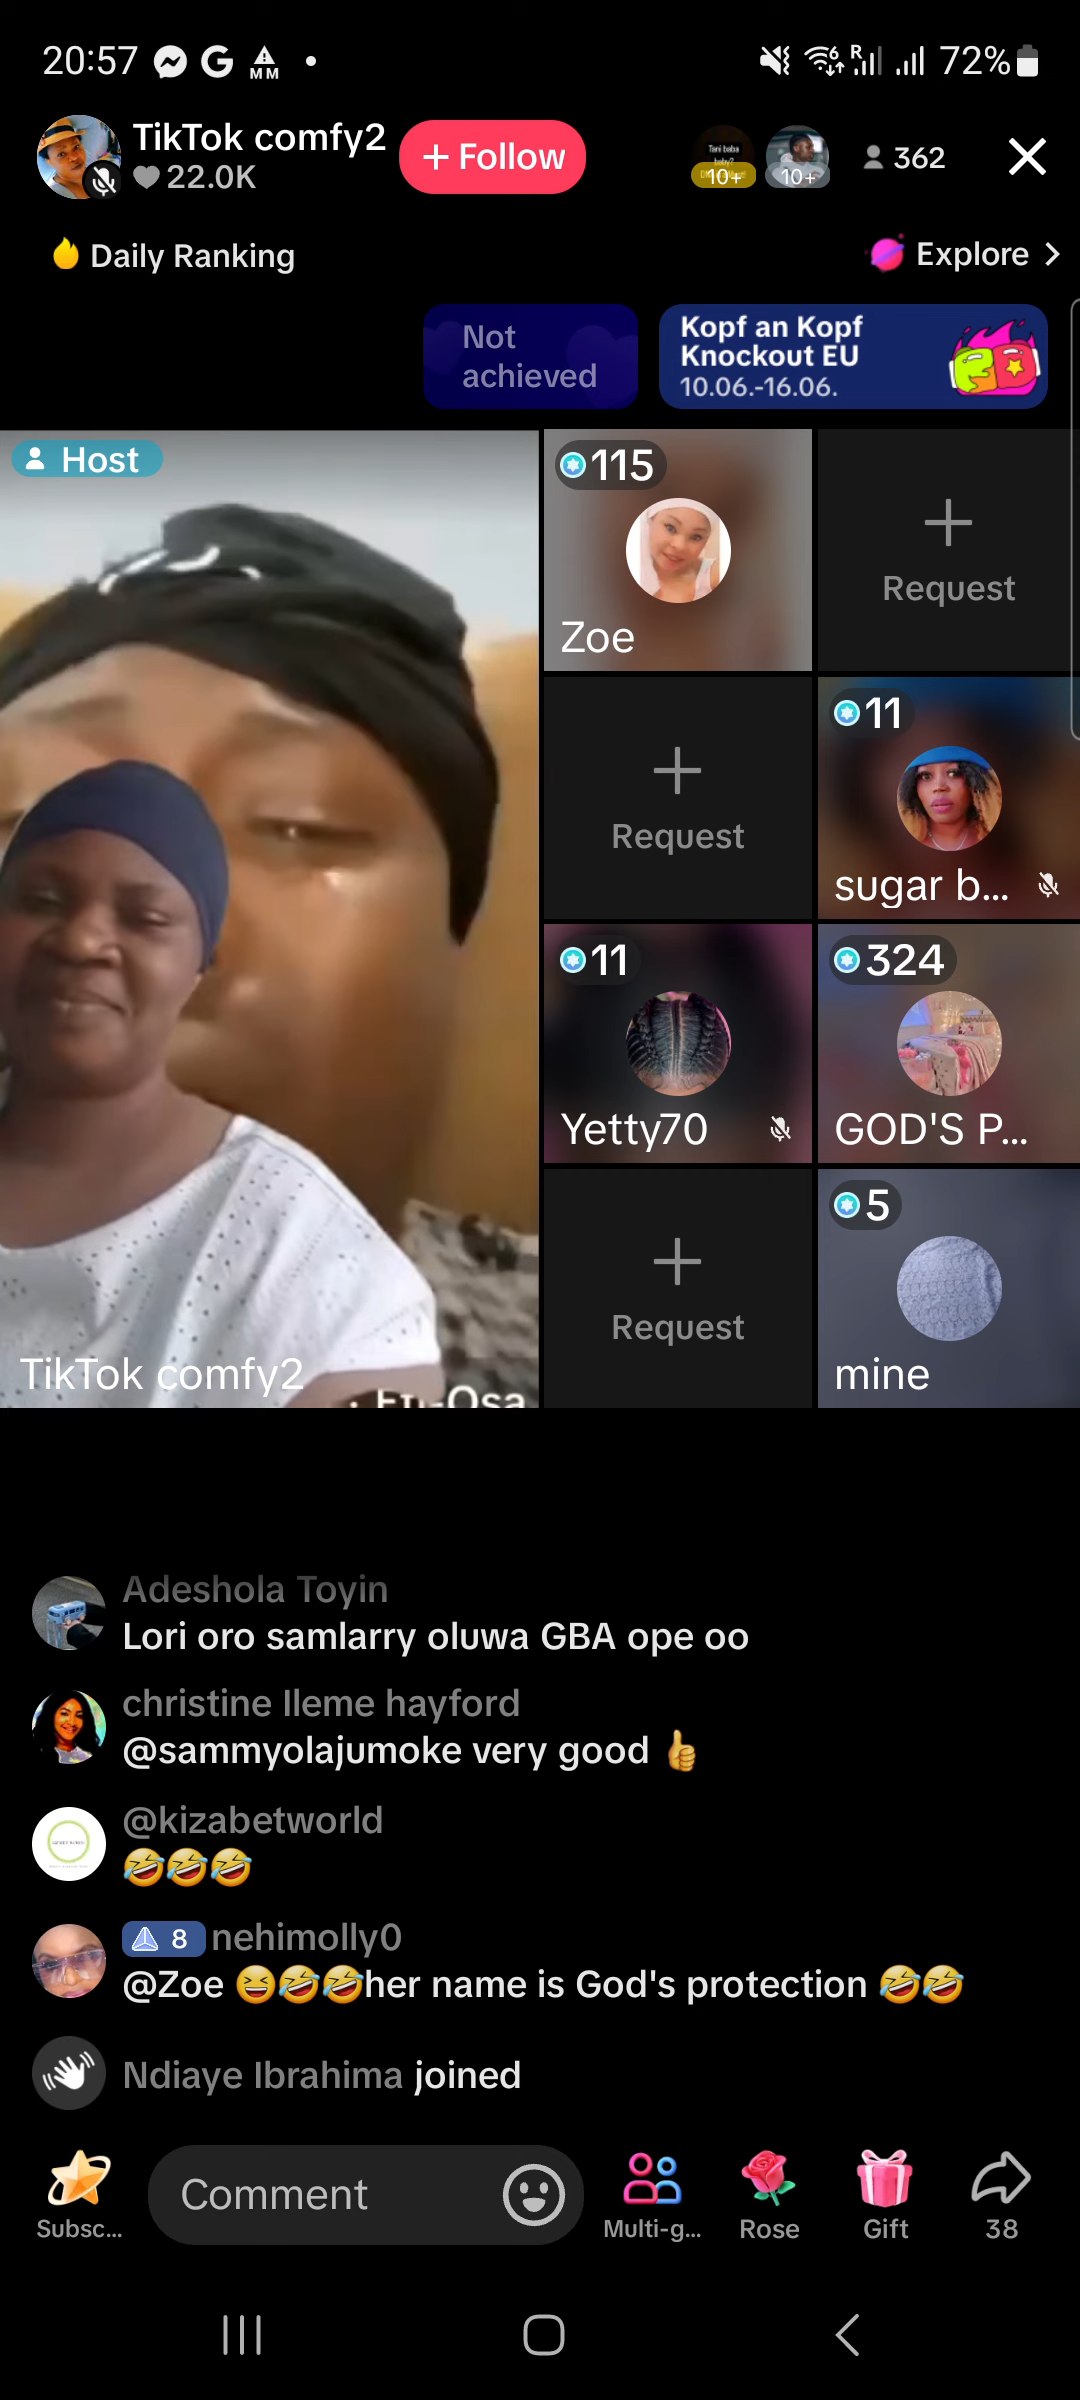 20:57
MM
R
72%
TikTok comfy2
22.0K
+ Follow
10+
10+
362
Daily Ranking
Explore
Not
achieved
Kopf an Kopf
Knockout EU
10.06.-16.06.
Host
115
Zoe
Request
Request
11
sugar b...
11
Yetty70
324
GOD'S P...
Request
5
mine
TikTok comfy2
Adeshola Toyin
Lori oro samlarry oluwa GBA ope oo
christine Ileme hayford
@sammyolajumoke very good 👍
@kizabetworld
🤣🤣🤣
8 nehimolly0
@Zoe 😆🤣🤣her name is God's protection 🤣🤣
Ndiaye Ibrahima joined
Subsc...
Comment
Multi-g...
Rose
Gift
38